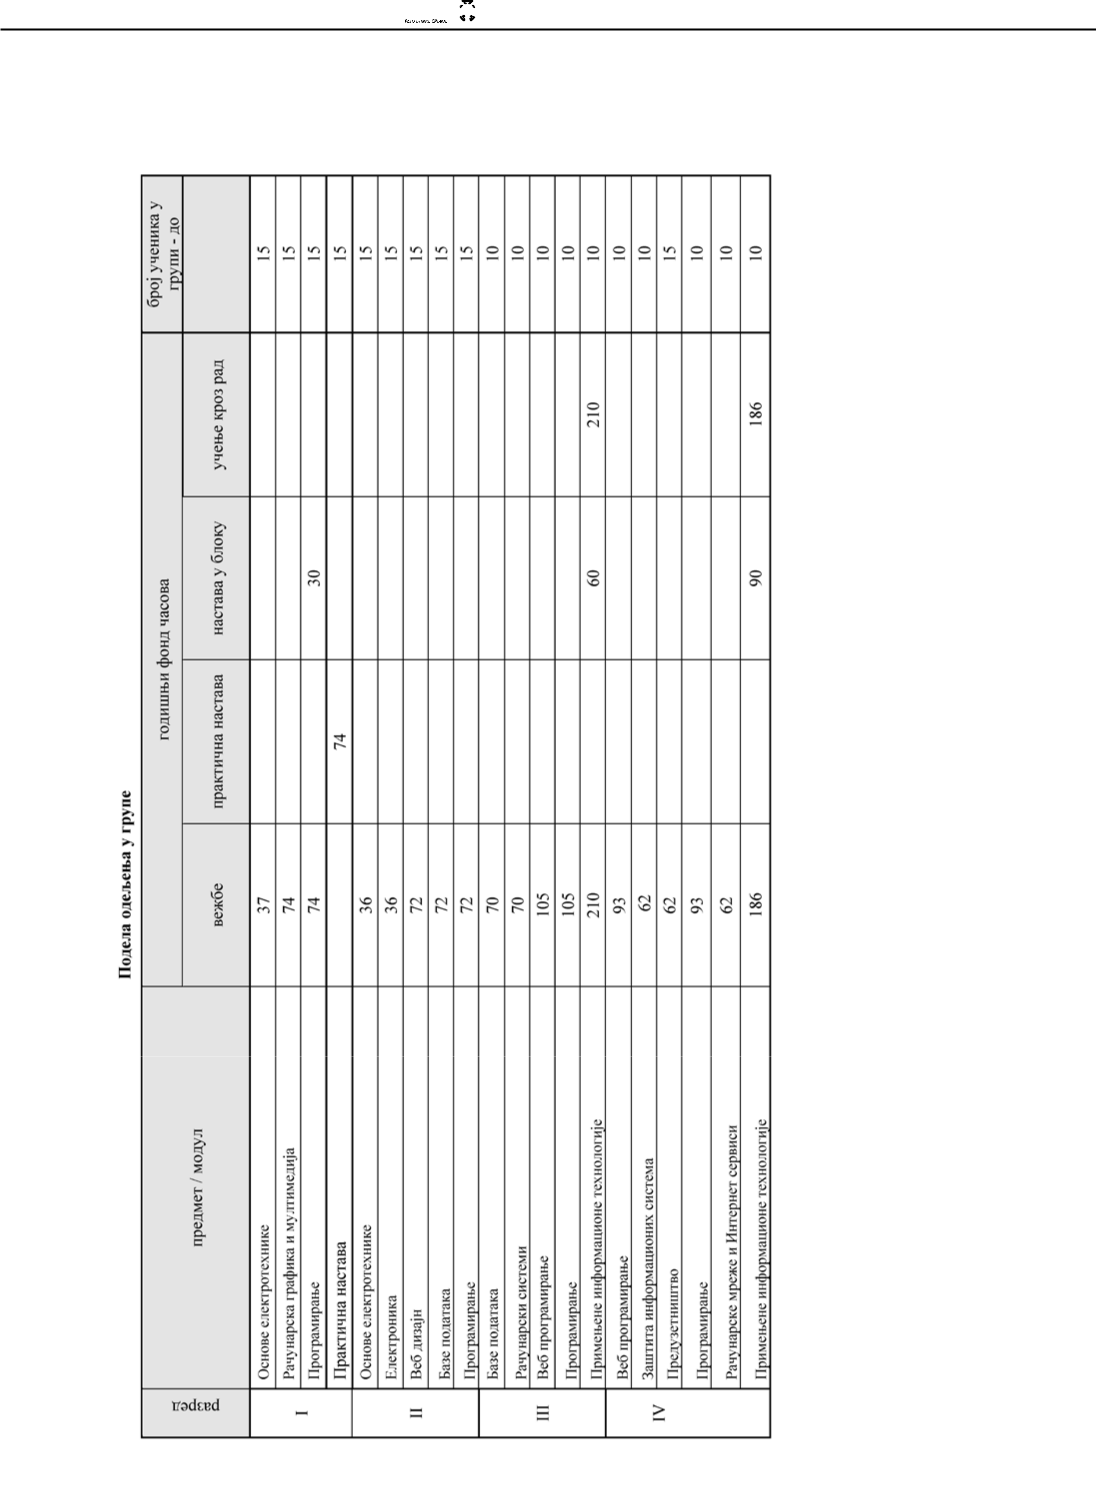 Подела одељења у групе
разред предмет / модул годишњи фонд часова број ученика у групи - до
вежбе практична настава настава у блоку учење кроз рад
I
Основе електротехнике 37 15
Рачунарска графика и мултимедија 74 15
Програмирање 74 30 15
Практична настава 74 15
II
Основе електротехнике 36 15
Електроника 36 15
Веб дизајн 72 15
Базе података 72 15
Програмирање 72 15
III
Базе података 70 10
Рачунарски системи 70 10
Веб програмирање 105 10
Програмирање 105 10
Примењене информационе технологије 210 60 210 10
IV
Веб програмирање 93 10
Заштита информационих система 62 10
Предузетништво 62 15
Програмирање 93 10
Рачунарске мреже и Интернет сервиси 62 10
Примењене информационе технологије 186 90 186 10